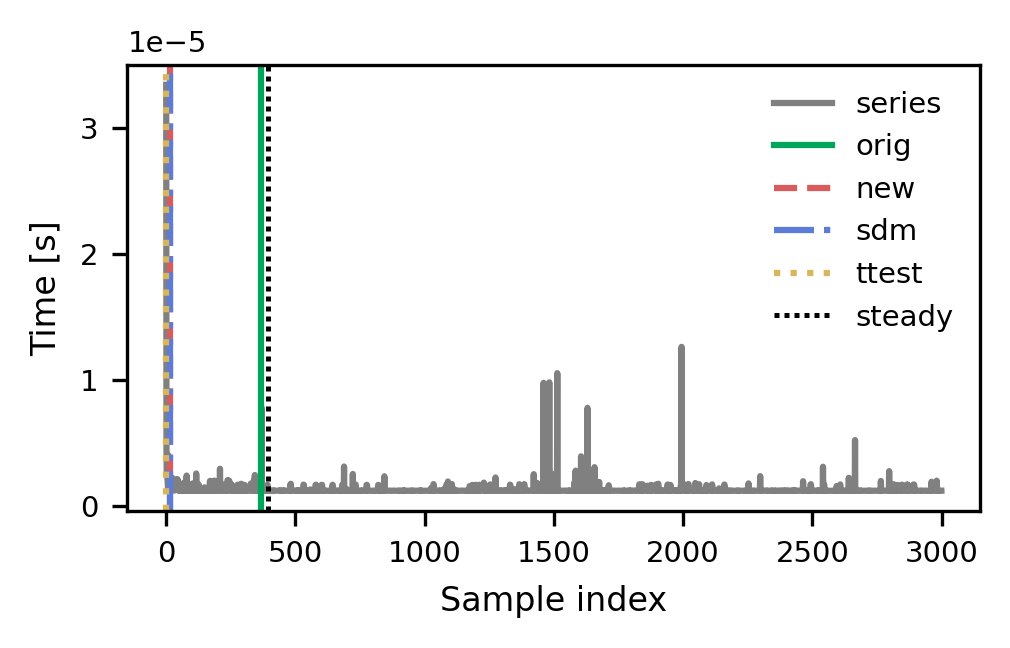 1e−5
3
2
1
0
Time [s]
series
orig
new
sdm
ttest
steady
0 500 1000 1500 2000 2500 3000
Sample index